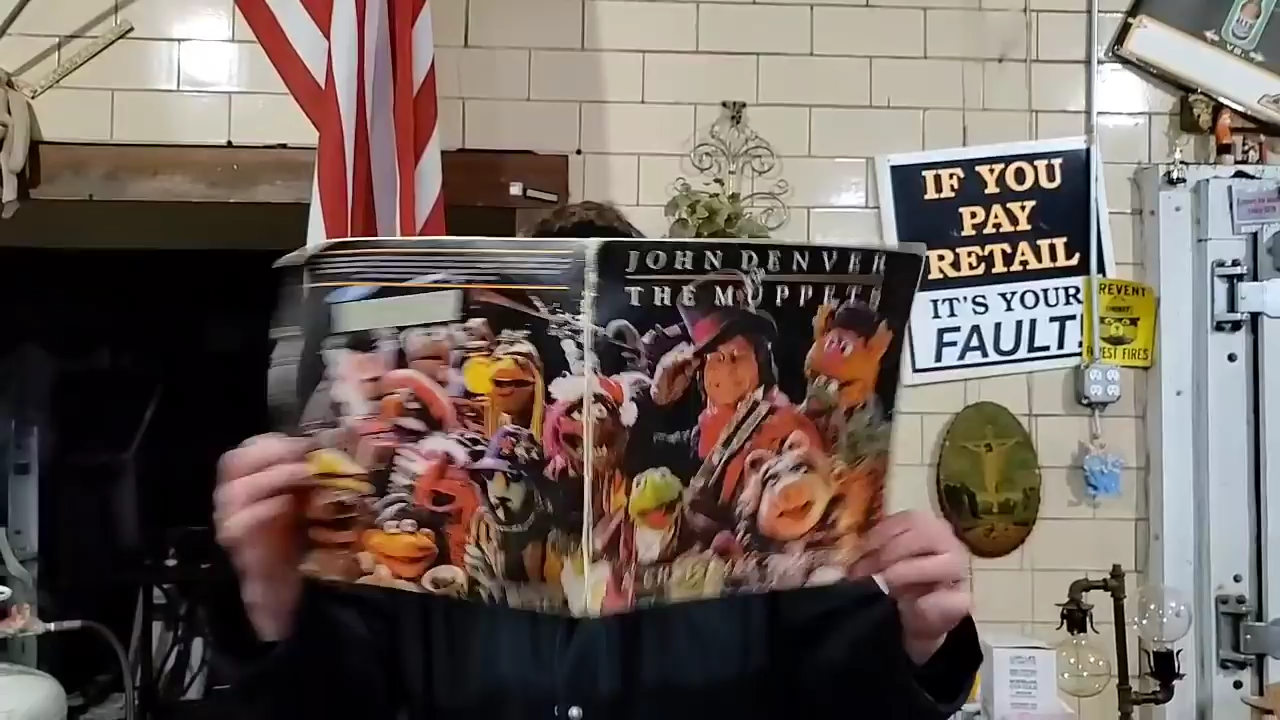 JOHN DENVER
THE MUPPETS
IF YOU
PAY
RETAIL
IT'S YOUR
FAULT!
PREVENT
FOREST FIRES